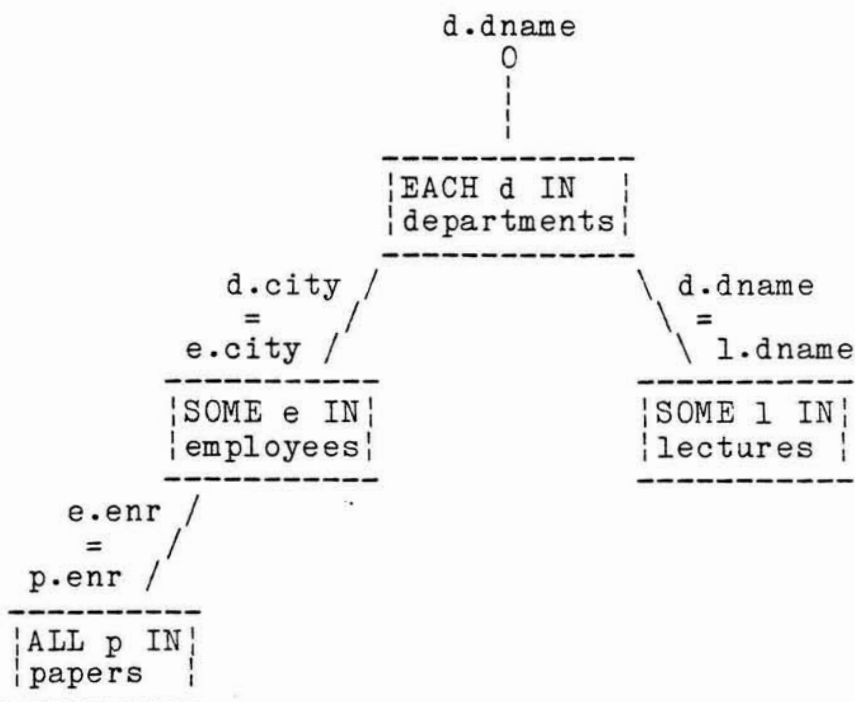 d.dname
O
EACH d IN
departments
d.city
=
e.city
d.dname
=
l.dname
SOME e IN
employees
SOME l IN
lectures
e.enr
=
p.enr
ALL p IN
papers